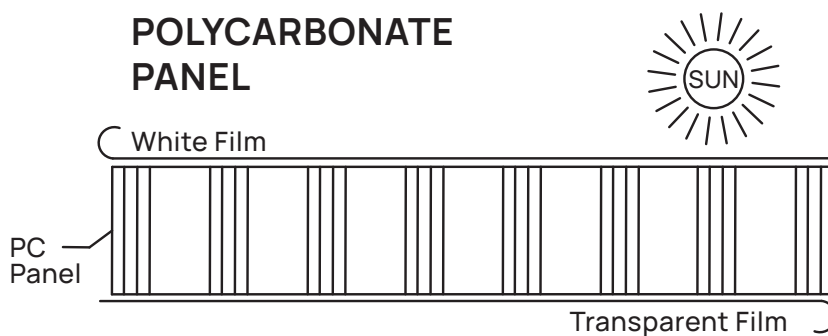 POLYCARBONATE
PANEL
SUN
White Film
PC
Panel
Transparent Film